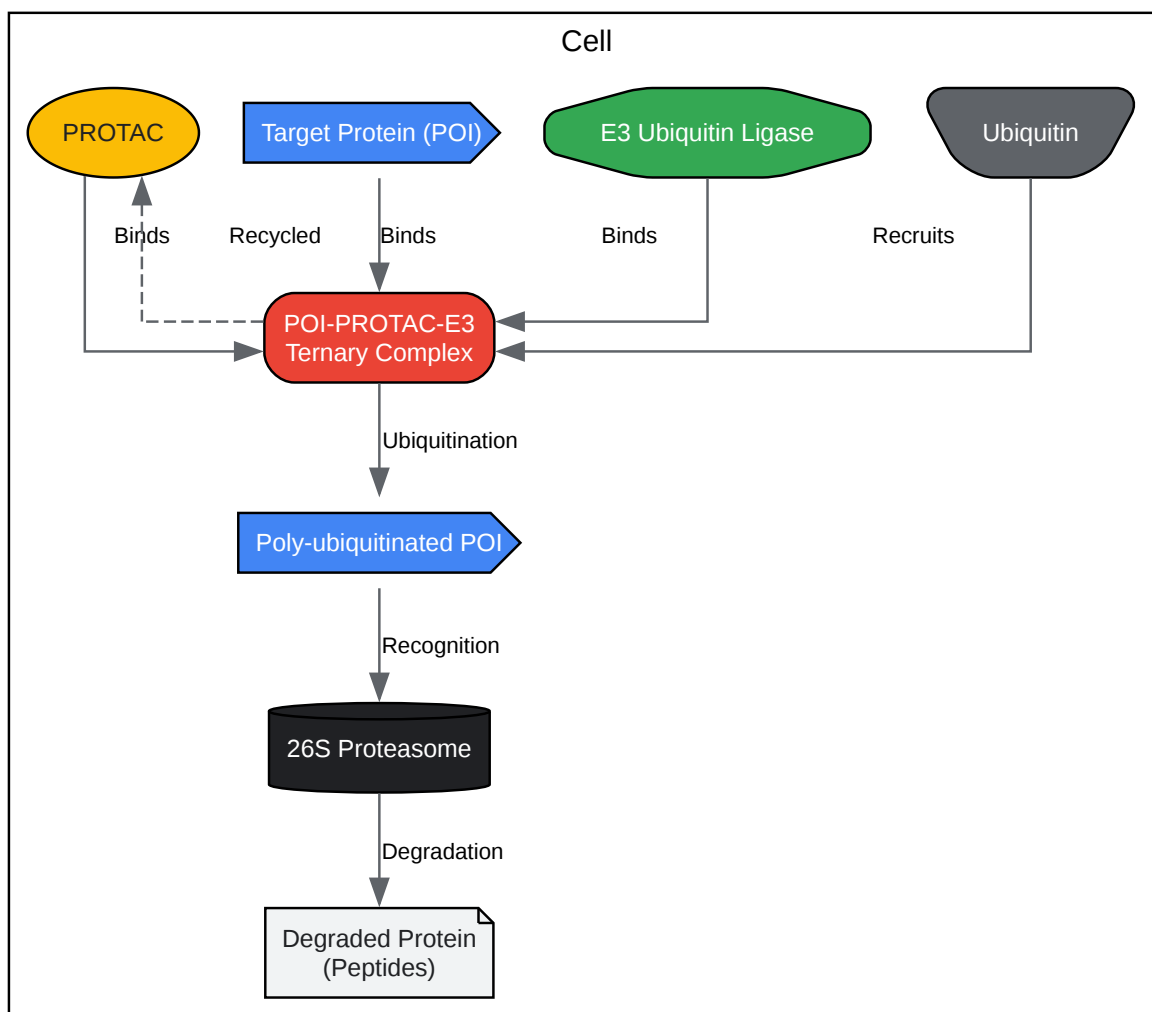 Cell
PROTAC
Target Protein (POI)
E3 Ubiquitin Ligase
Ubiquitin
Binds
Recycled
Binds
Binds
Recruits
POI-PROTAC-E3
Ternary Complex
Ubiquitination
Poly-ubiquitinated POI
Recognition
26S Proteasome
Degradation
Degraded Protein
(Peptides)